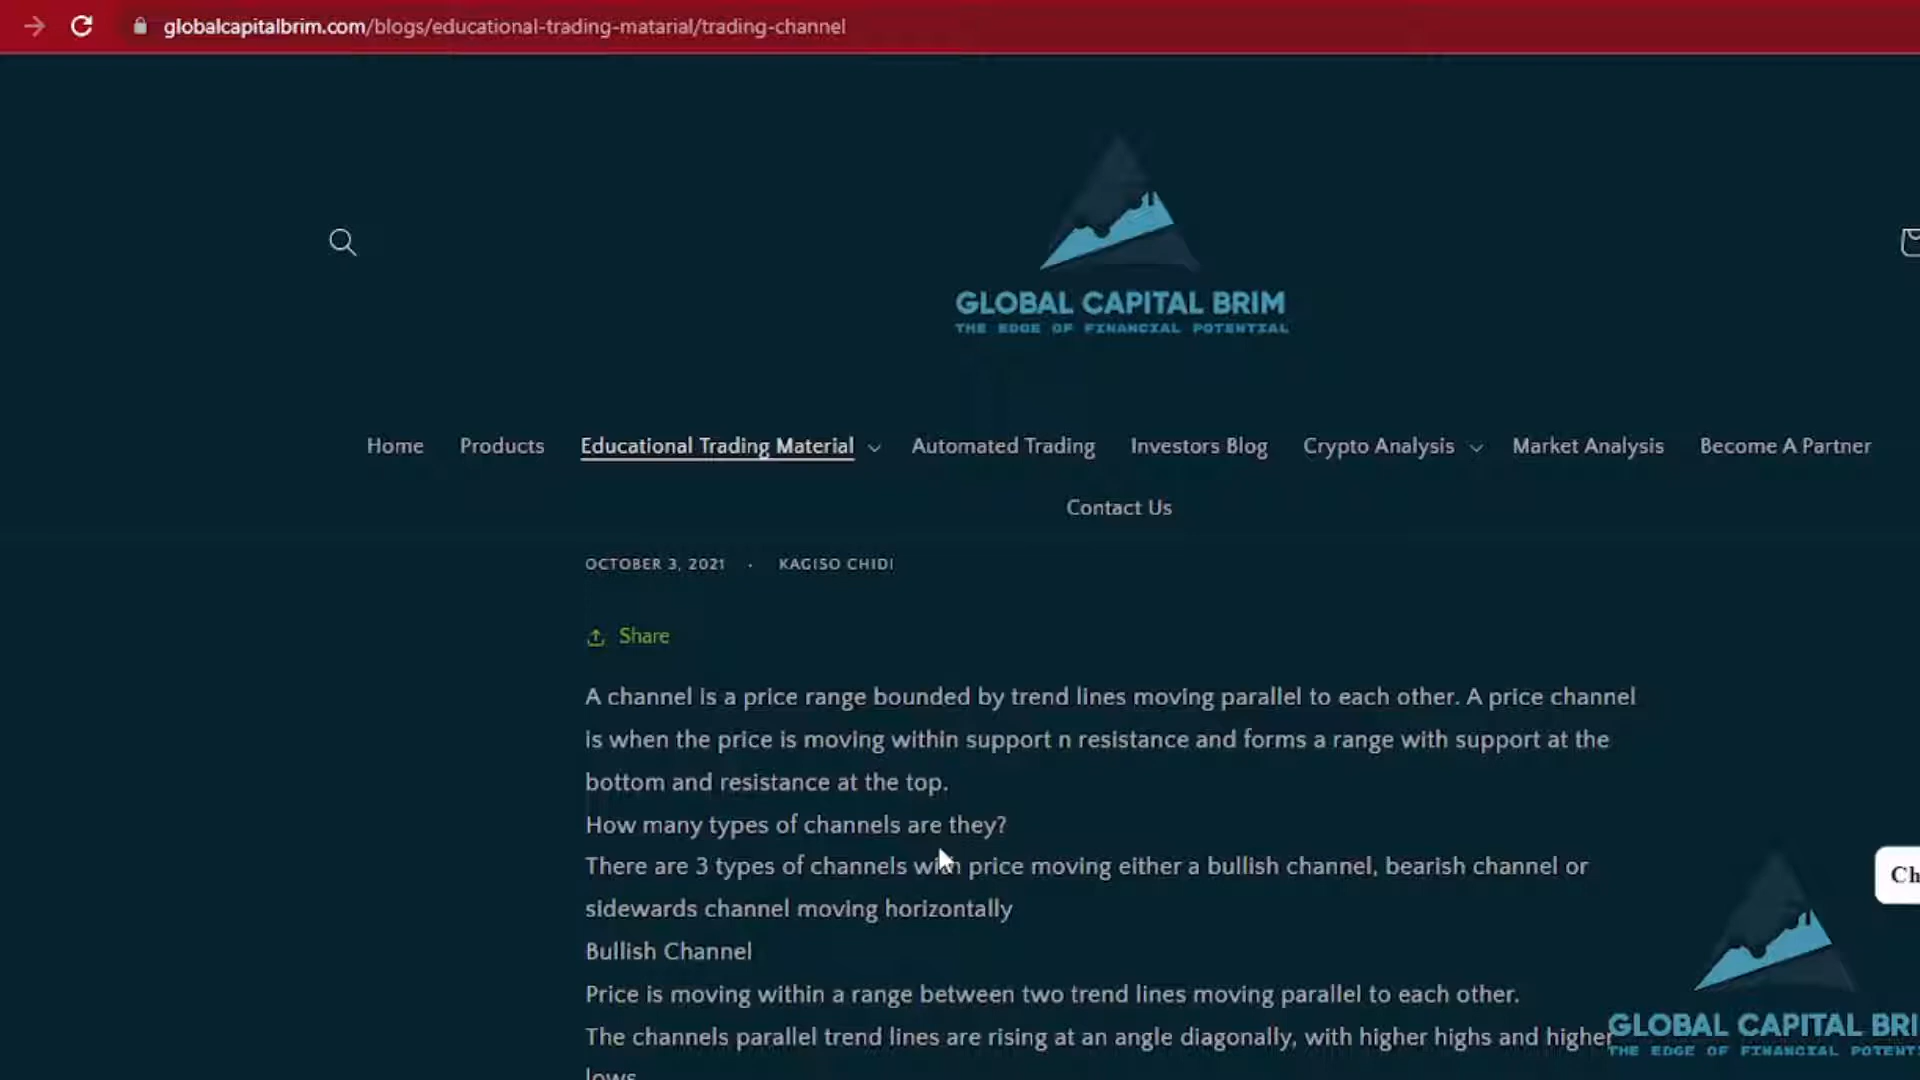 globalcapitalbrim.com/blogs/educational-trading-matarial/trading-channel
GLOBAL CAPITAL BRIM
THE EDGE OF FINANCIAL POTENTIAL
Home Products Educational Trading Material Automated Trading Investors Blog Crypto Analysis Market Analysis Become A Partner
Contact Us
OCTOBER 3, 2021 · KAGISO CHIDI
Share
A channel is a price range bounded by trend lines moving parallel to each other. A price channel
is when the price is moving within support n resistance and forms a range with support at the
bottom and resistance at the top.
How many types of channels are they?
There are 3 types of channels with price moving either a bullish channel, bearish channel or
Ch
sidewards channel moving horizontally
Bullish Channel
Price is moving within a range between two trend lines moving parallel to each other.
The channels parallel trend lines are rising at an angle diagonally, with higher highs and higher
lows
GLOBAL CAPITAL BRI
THE EDGE OF FINANCIAL POTENT